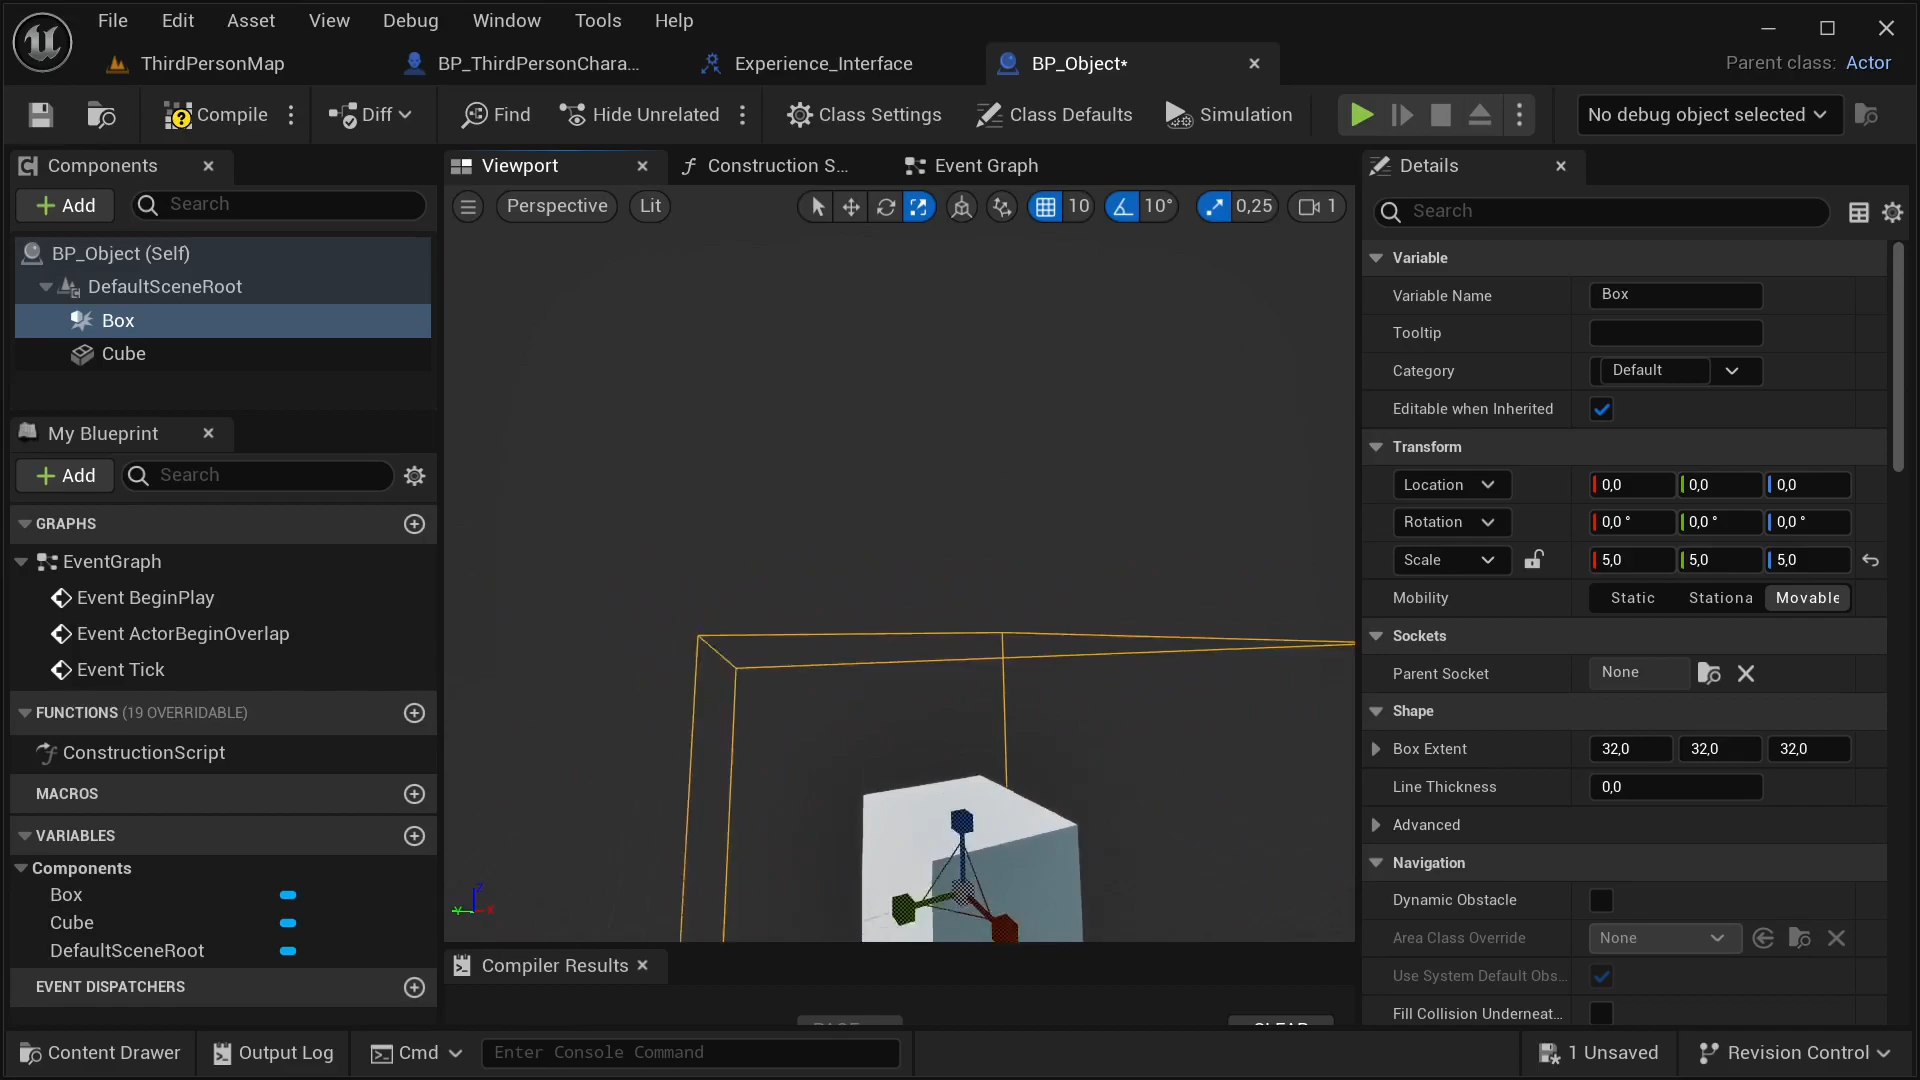 File Edit Asset View Debug Window Tools Help
ThirdPersonMap BP_ThirdPersonChara... Experience_Interface BP_Object* Parent class: Actor
Compile Diff Find Hide Unrelated Class Settings Class Defaults Simulation No debug object selected
Components
Add Search
BP_Object (Self)
DefaultSceneRoot
Box
Cube
My Blueprint
Add Search
GRAPHS
EventGraph
Event BeginPlay
Event ActorBeginOverlap
Event Tick
FUNCTIONS (19 OVERRIDABLE)
ConstructionScript
MACROS
VARIABLES
Components
Box
Cube
DefaultSceneRoot
EVENT DISPATCHERS
Viewport Construction S... Event Graph
Perspective Lit 10 10° 0,25 1
Z Y X
Compiler Results
CLEAR
Details
Search
Variable
Variable Name Box
Tooltip
Category Default
Editable when Inherited
Transform
Location 0,0 0,0 0,0
Rotation 0,0 ° 0,0 ° 0,0 °
Scale 5,0 5,0 5,0
Mobility Static Stationa Movable
Sockets
Parent Socket None
Shape
Box Extent 32,0 32,0 32,0
Line Thickness 0,0
Advanced
Navigation
Dynamic Obstacle
Area Class Override None
Use System Default Obs...
Fill Collision Underneat...
Content Drawer Output Log Cmd Enter Console Command 1 Unsaved Revision Control